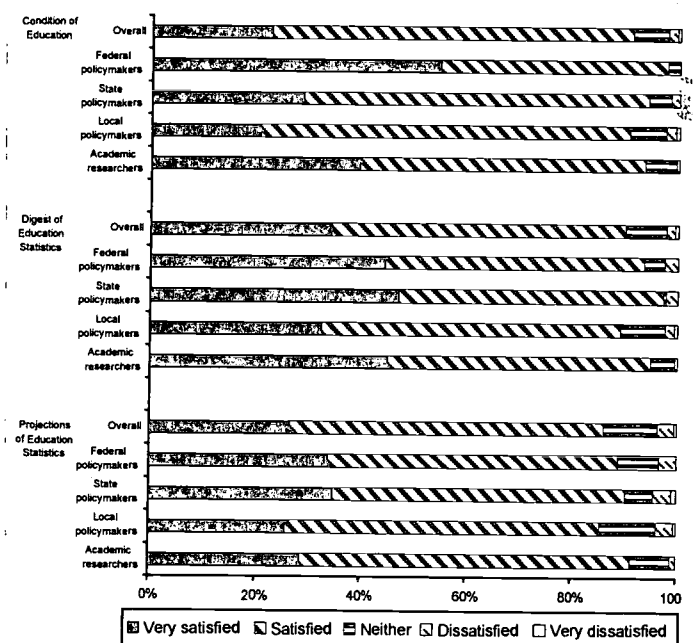 Condition of
Education
Overall
Federal
policymakers
State
policymakers
Local
policymakers
Academic
researchers
Digest of
Education
Statistics
Overall
Federal
policymakers
State
policymakers
Local
policymakers
Academic
researchers
Projections
of Education
Statistics
Overall
Federal
policymakers
State
policymakers
Local
policymakers
Academic
researchers
0% 20% 40% 60% 80% 100
Very satisfied Satisfied Neither Dissatisfied Very dissatisfied